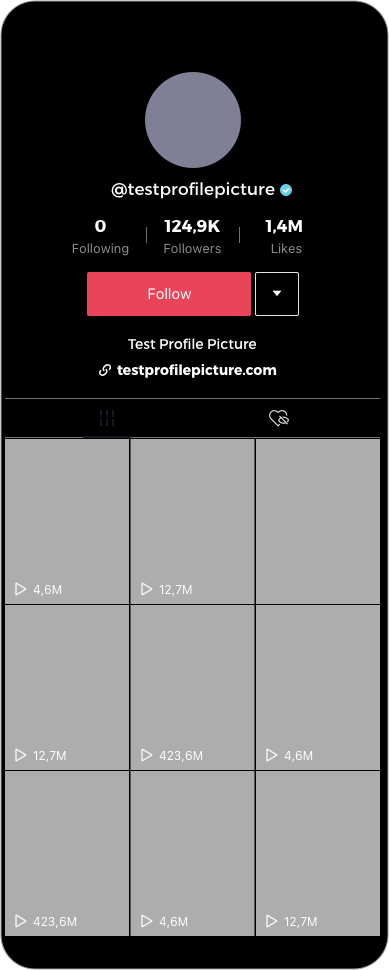 @testprofilepicture
0 124,9K 1,4M
Following Followers Likes
Follow
Test Profile Picture
testprofilepicture.com
4,6M 12,7M
12,7M 423,6M 4,6M
423,6M 4,6M 12,7M